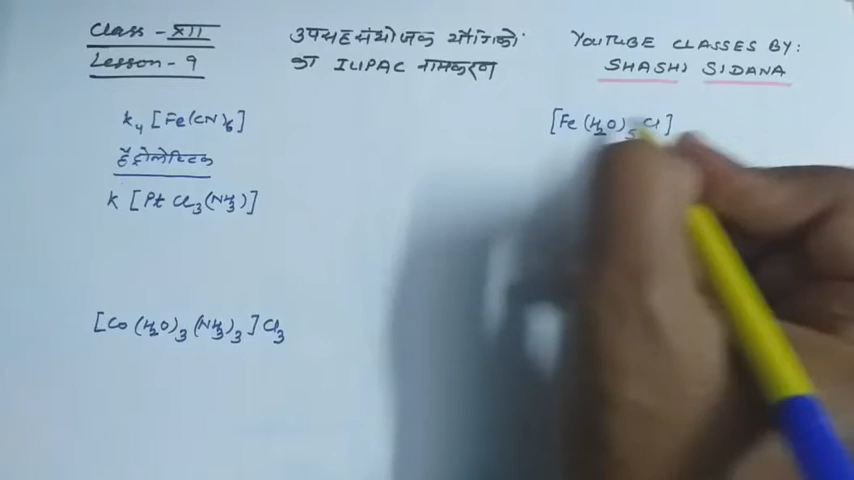 Class - XII
Lesson - 9
उपसहसंयोजक यौगिकों
का IUPAC नामकरण
YOUTUBE CLASSES BY:
SHASHI SIDANA
K₄ [Fe(CN)₆]
हैट्रोलेप्टिक
K [Pt Cl₃(NH₃)]
[Co (H₂O)₃ (NH₃)₃ ] Cl₃
[Fe (H₂O)₅ Cl]